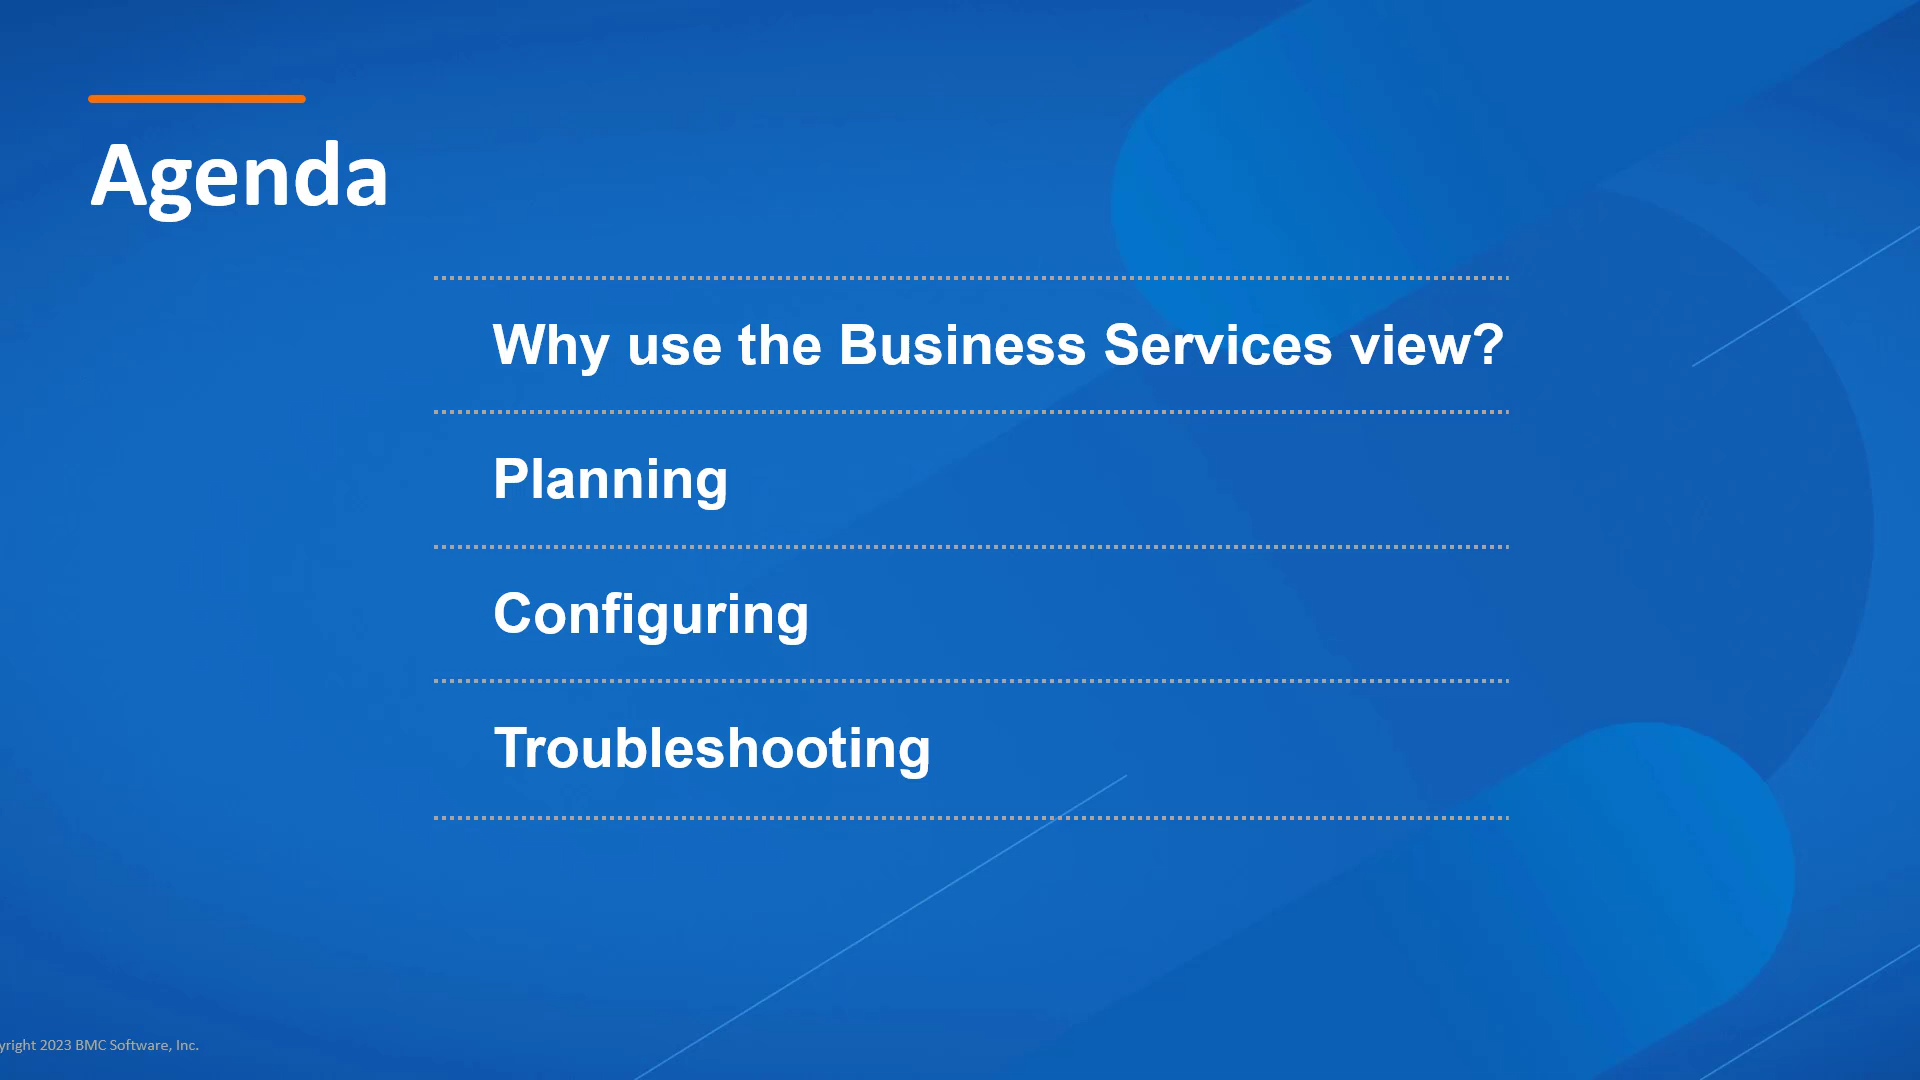 Agenda
Why use the Business Services view?
Planning
Configuring
Troubleshooting
yright 2023 BMC Software, Inc.